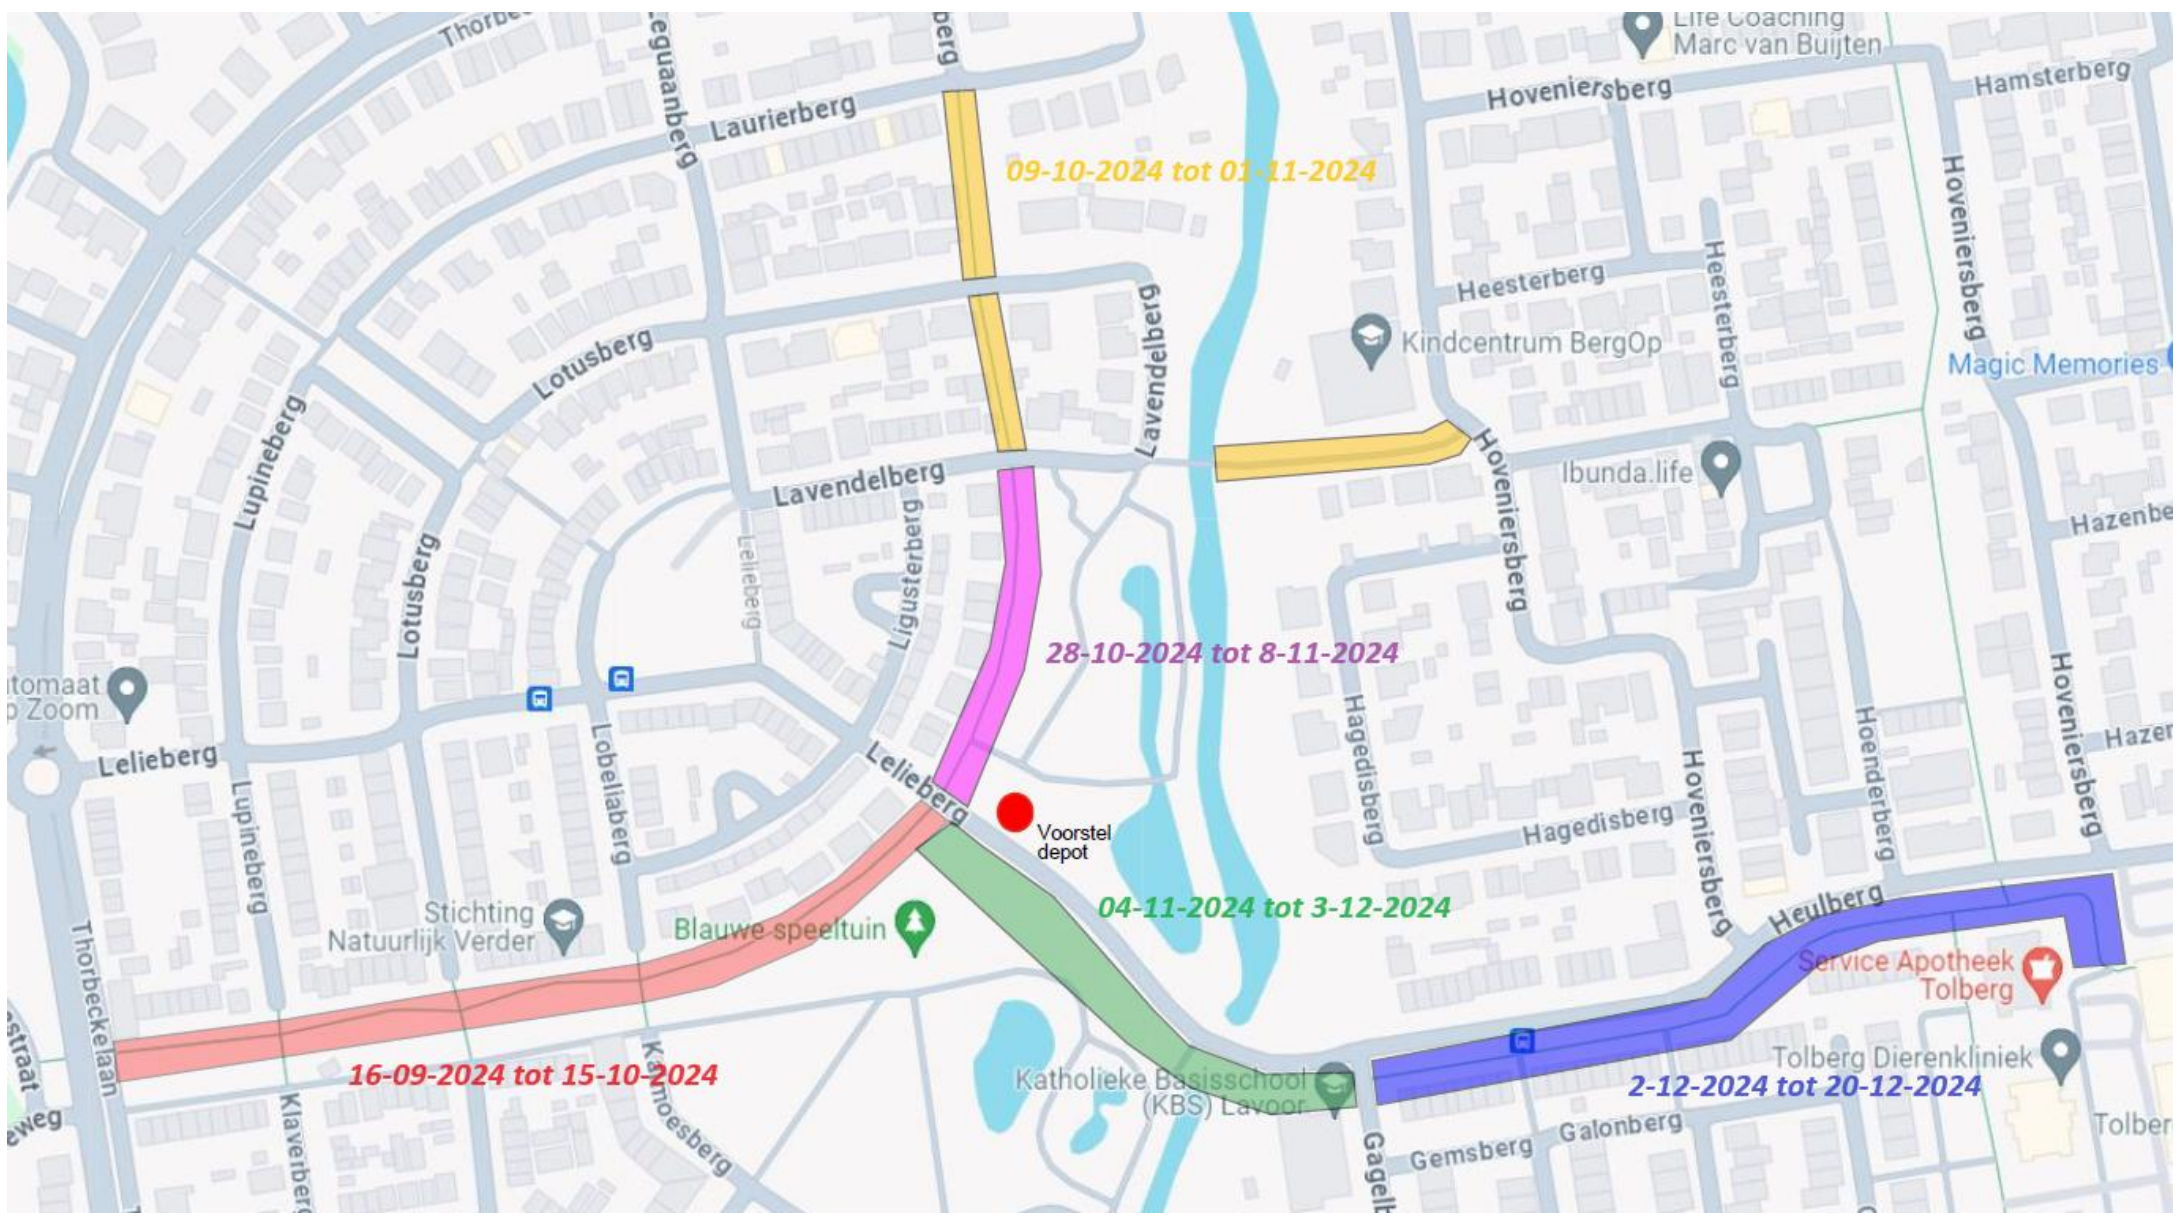 Thorbe
Leguaanberg
berg
Life Coaching
Marc van Buijten
Hoveniersberg
Hamsterberg
Laurierberg
09-10-2024 tot 01-11-2024
Hoveniersberg
Heesterberg
Heesterberg
Lavendelberg
Lotusberg
Kindcentrum BergOp
Magic Memories
Lupineberg
Lavendelberg
Hoveniersberg
Ibunda.life
Hazenbe
Ligusterberg
Lelieberg
Lotusberg
28-10-2024 tot 8-11-2024
tomaat
Zoom
Lelieberg
Lobeliaberg
Lelieberg
Hagedisberg
Hoenderberg
Hoveniersberg
Hazer
Lupineberg
Voorstel
depot
Hagedisberg
Hoveniersberg
Thorbeckelaan
Stichting
Natuurlijk Verder
Blauwe speeltuin
04-11-2024 tot 3-12-2024
Heulberg
Service Apotheek
Tolberg
16-09-2024 tot 15-10-2024
straat
Katholieke Basisschool
(KBS) Lavoor
Tolberg Dierenkliniek
2-12-2024 tot 20-12-2024
eweg
Klaverberg
Kamoesberg
Gagelb
Gemsberg
Galonberg
Tolber